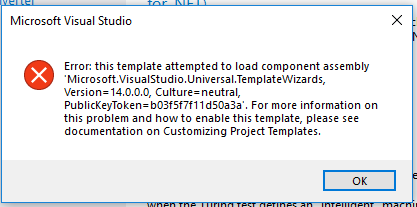 for .NET)
Microsoft Visual Studio
Error: this template attempted to load component assembly
'Microsoft.VisualStudio.Universal.TemplateWizards,
Version=14.0.0.0, Culture=neutral,
PublicKeyToken=b03f5f7f11d50a3a'. For more information on
this problem and how to enable this template, please see
documentation on Customizing Project Templates.
OK
when the Turing test defines an "intelligent" machi